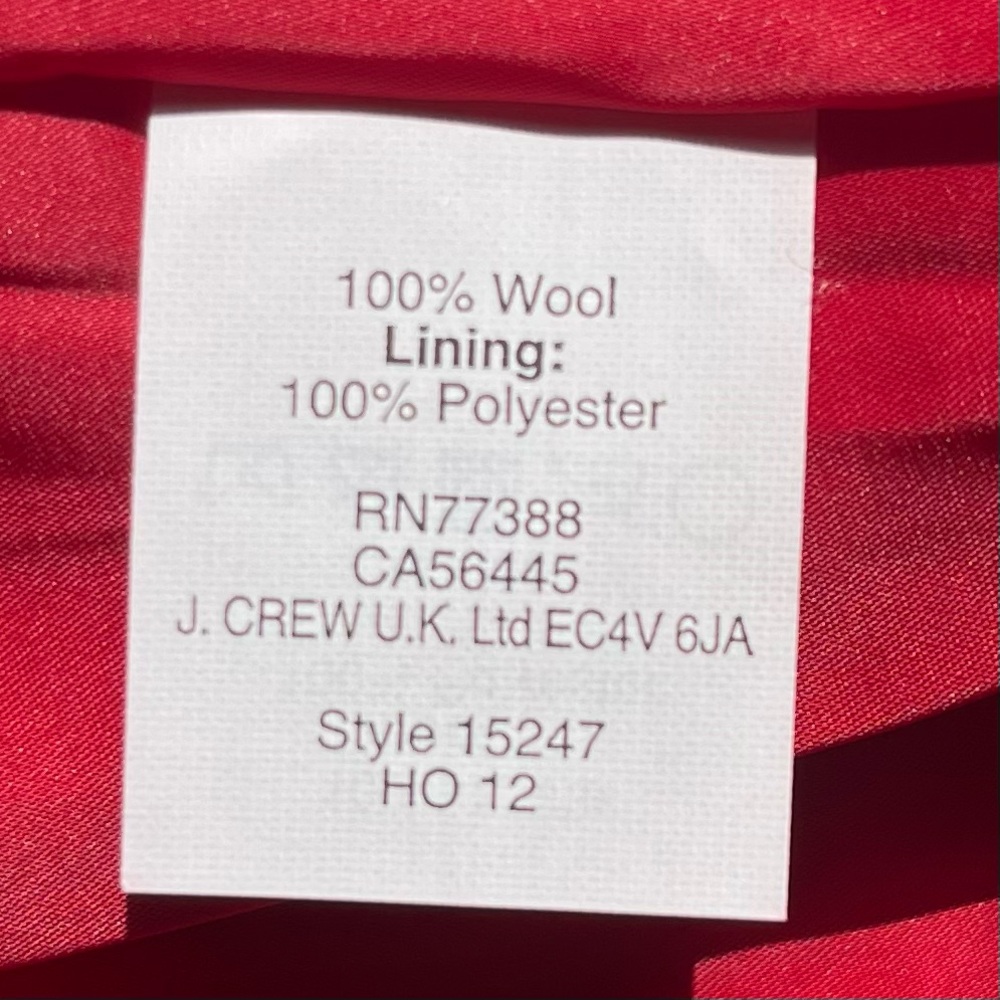 100% Wool
Lining:
100% Polyester
RN77388
CA56445
J. CREW U.K. Ltd EC4V 6JA
Style 15247
HO 12